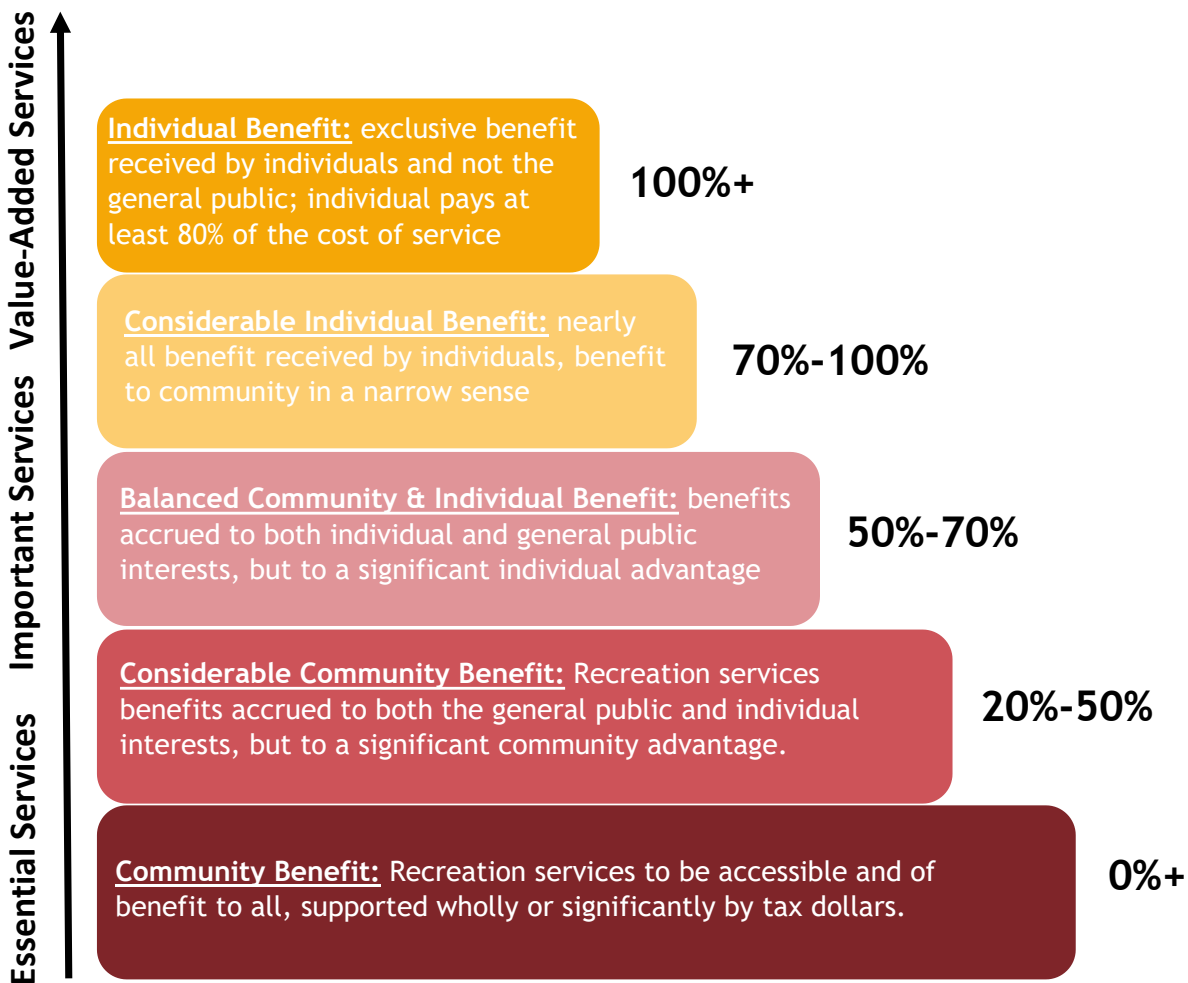 Value-Added Services
Individual Benefit: exclusive benefit
received by individuals and not the
general public; individual pays at
least 80% of the cost of service
100%+
Considerable Individual Benefit: nearly
all benefit received by individuals, benefit
to community in a narrow sense
70%-100%
Important Services
Balanced Community & Individual Benefit: benefits
accrued to both individual and general public
interests, but to a significant individual advantage
50%-70%
Considerable Community Benefit: Recreation services
benefits accrued to both the general public and individual
interests, but to a significant community advantage.
20%-50%
Essential Services
Community Benefit: Recreation services to be accessible and of
benefit to all, supported wholly or significantly by tax dollars.
0%+